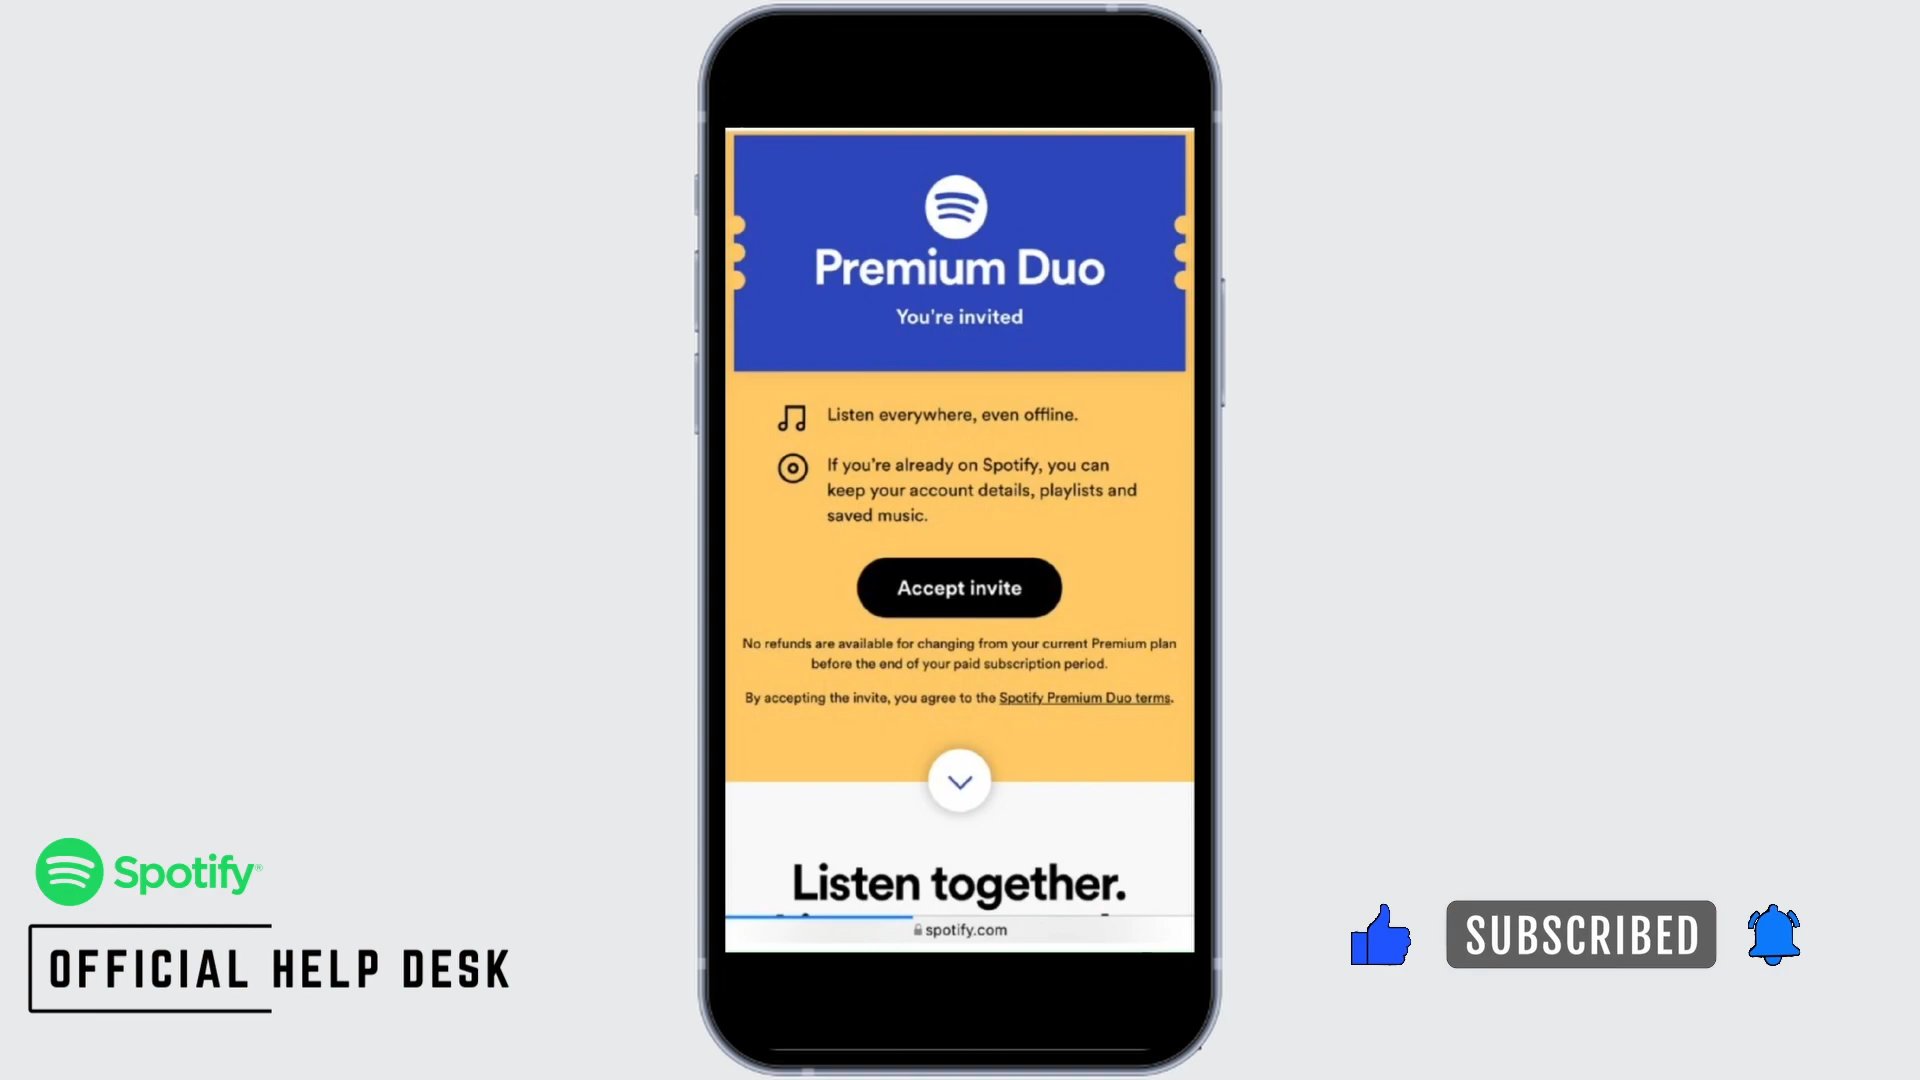 Premium Duo
You're invited
Listen everywhere, even offline.
If you're already on Spotify, you can
keep your account details, playlists and
saved music.
Accept invite
No refunds are available for changing from your current Premium plan
before the end of your paid subscription period.
By accepting the invite, you agree to the Spotify Premium Duo terms.
Listen together.
spotify.com
Spotify®
OFFICIAL HELP DESK
SUBSCRIBED